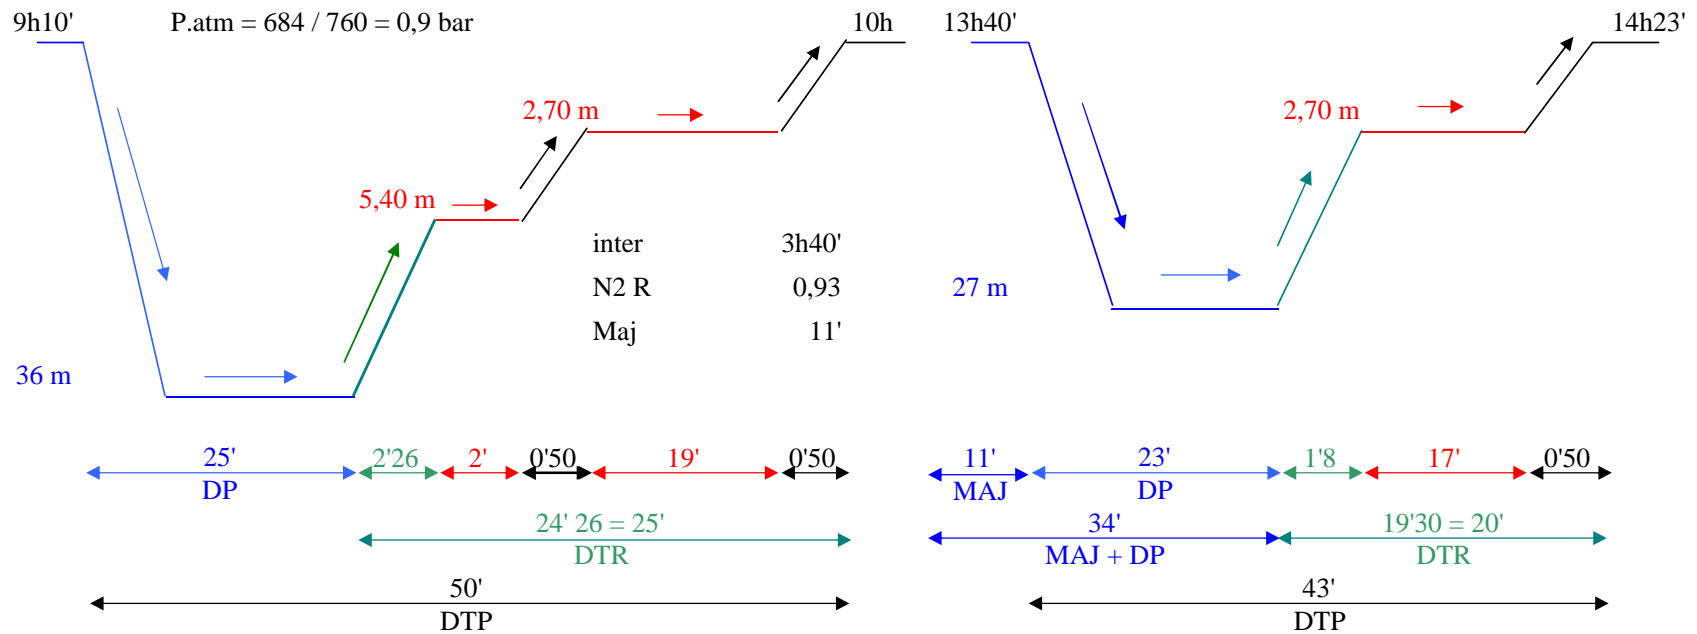 9h10'
P.atm = 684 / 760 = 0,9 bar
10h
13h40'
14h23'
2,70 m
2,70 m
5,40 m
inter 3h40'
N2 R 0,93
Maj 11'
27 m
36 m
25'
DP
2'26
2'
0'50
19'
0'50
11'
MAJ
23'
DP
1'8
17'
0'50
24' 26 = 25'
DTR
34'
MAJ + DP
19'30 = 20'
DTR
50'
DTP
43'
DTP